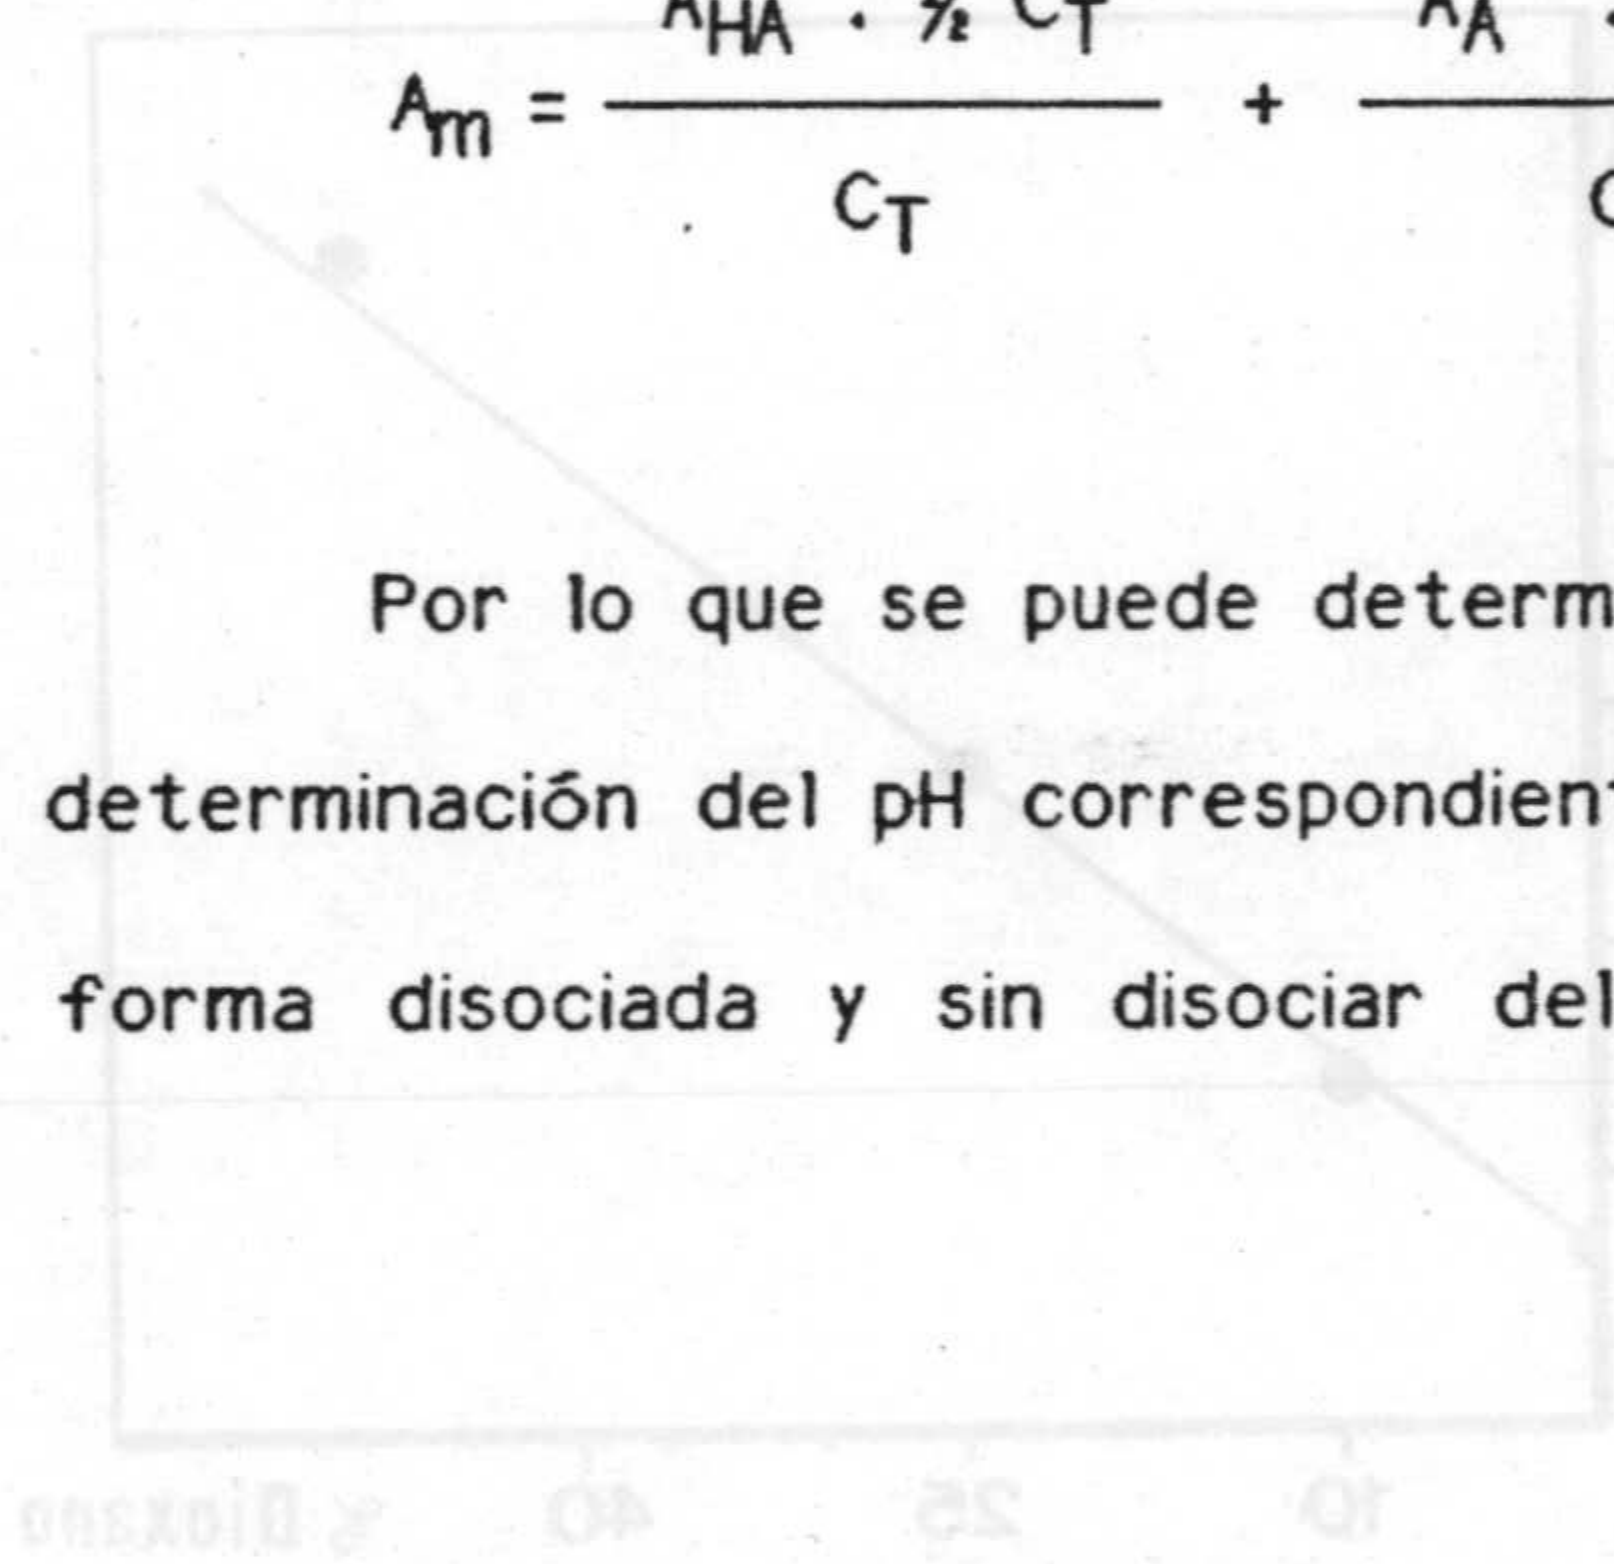 A_HA · ½ C_T A_A
A_m = +
C_T C
Por lo que se puede determ
determinación del pH correspondient
forma disociada y sin disociar del
% Dioxano 40 25 10